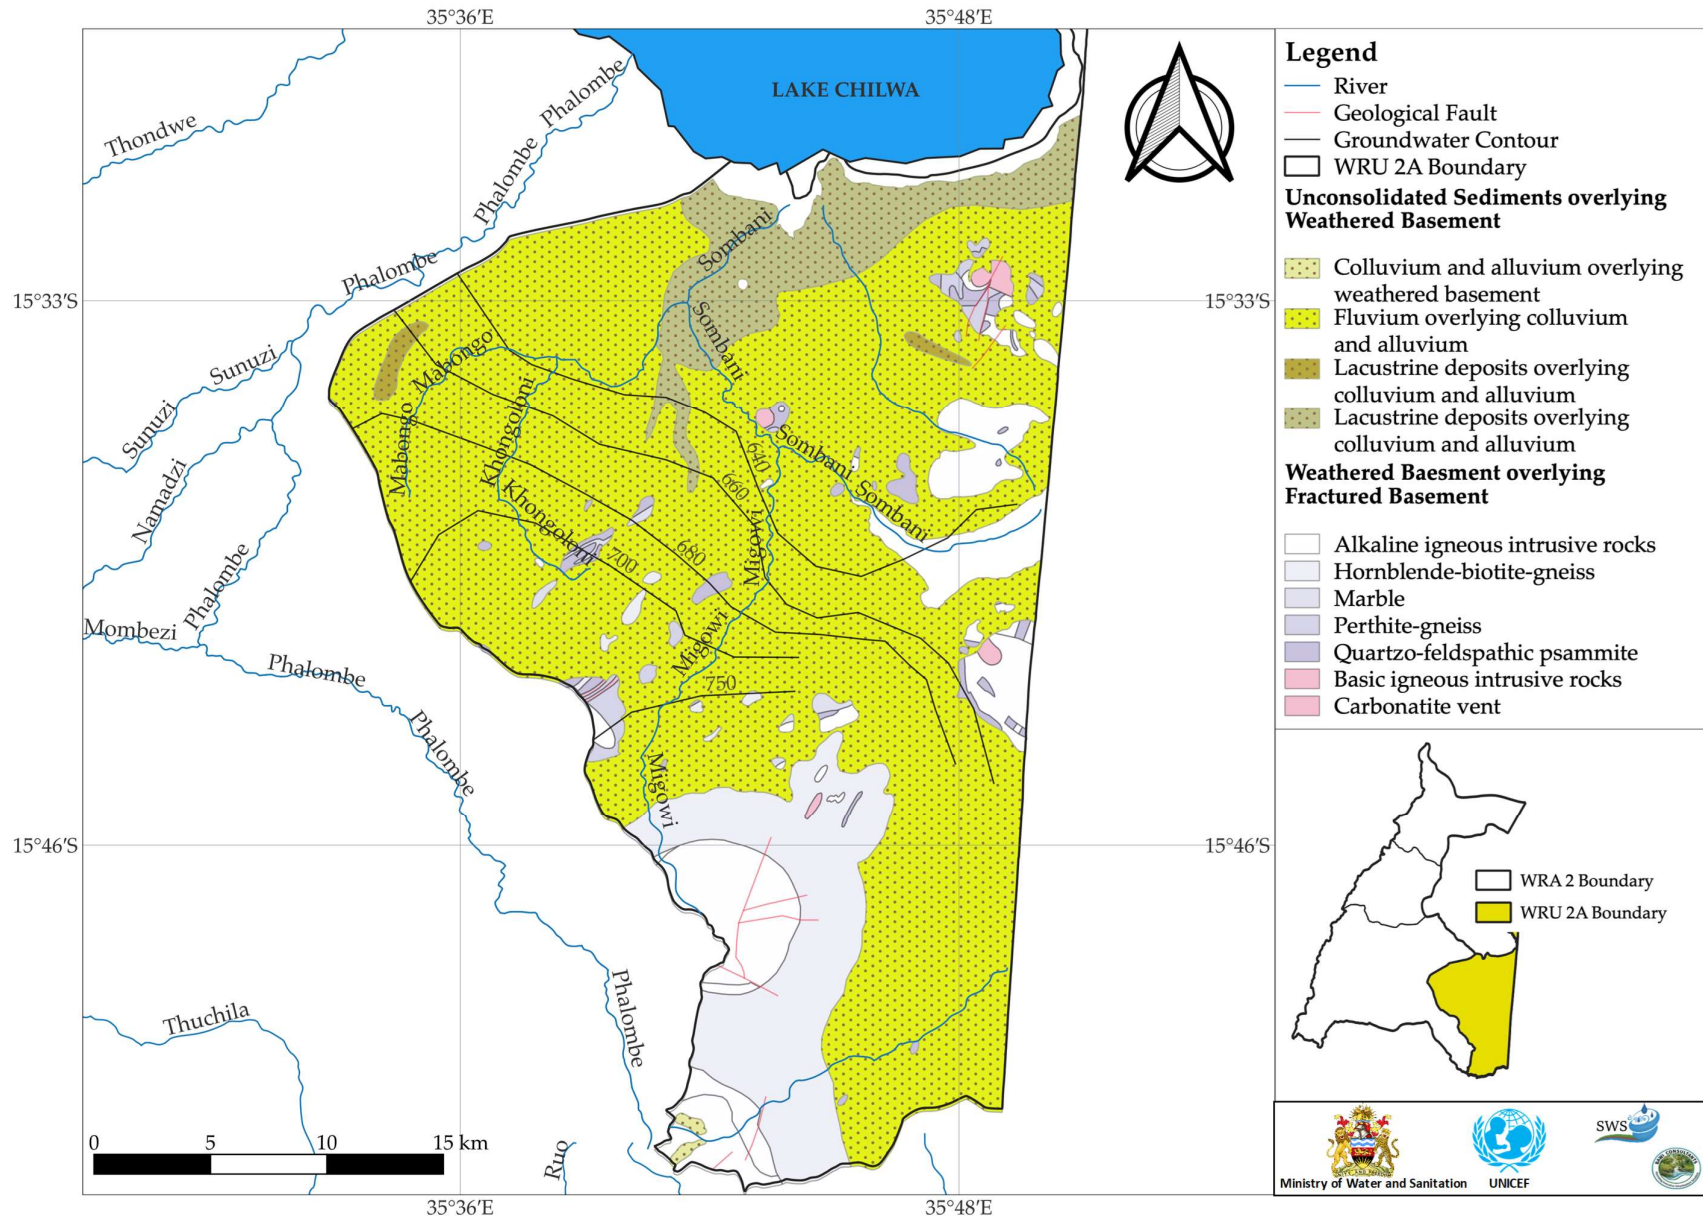 35°36'E
35°48'E
LAKE CHILWA
Thondwe
Phalombe
Phalombe
Phalombe
Phalombe
Sombani
Sombani
15°33'S
15°33'S
Sunuzi
Sunuzi
Mabongo
Mabongo
Khongoloni
Khongoloni
Sombani
Sombani
640
660
680
700
750
Namadzi
Phalombe
Mombezi
Phalombe
Phalombe
Migowi
Migowi
Migowi
15°46'S
15°46'S
Phalombe
Thuchila
Ruo
0 5 10 15 km
35°36'E
35°48'E
Legend
River
Geological Fault
Groundwater Contour
WRU 2A Boundary
Unconsolidated Sediments overlying
Weathered Basement
Colluvium and alluvium overlying
weathered basement
Fluvium overlying colluvium
and alluvium
Lacustrine deposits overlying
colluvium and alluvium
Lacustrine deposits overlying
colluvium and alluvium
Weathered Baesment overlying
Fractured Basement
Alkaline igneous intrusive rocks
Hornblende-biotite-gneiss
Marble
Perthite-gneiss
Quartzo-feldspathic psammite
Basic igneous intrusive rocks
Carbonatite vent
WRA 2 Boundary
WRU 2A Boundary
Ministry of Water and Sanitation
UNICEF
SWS